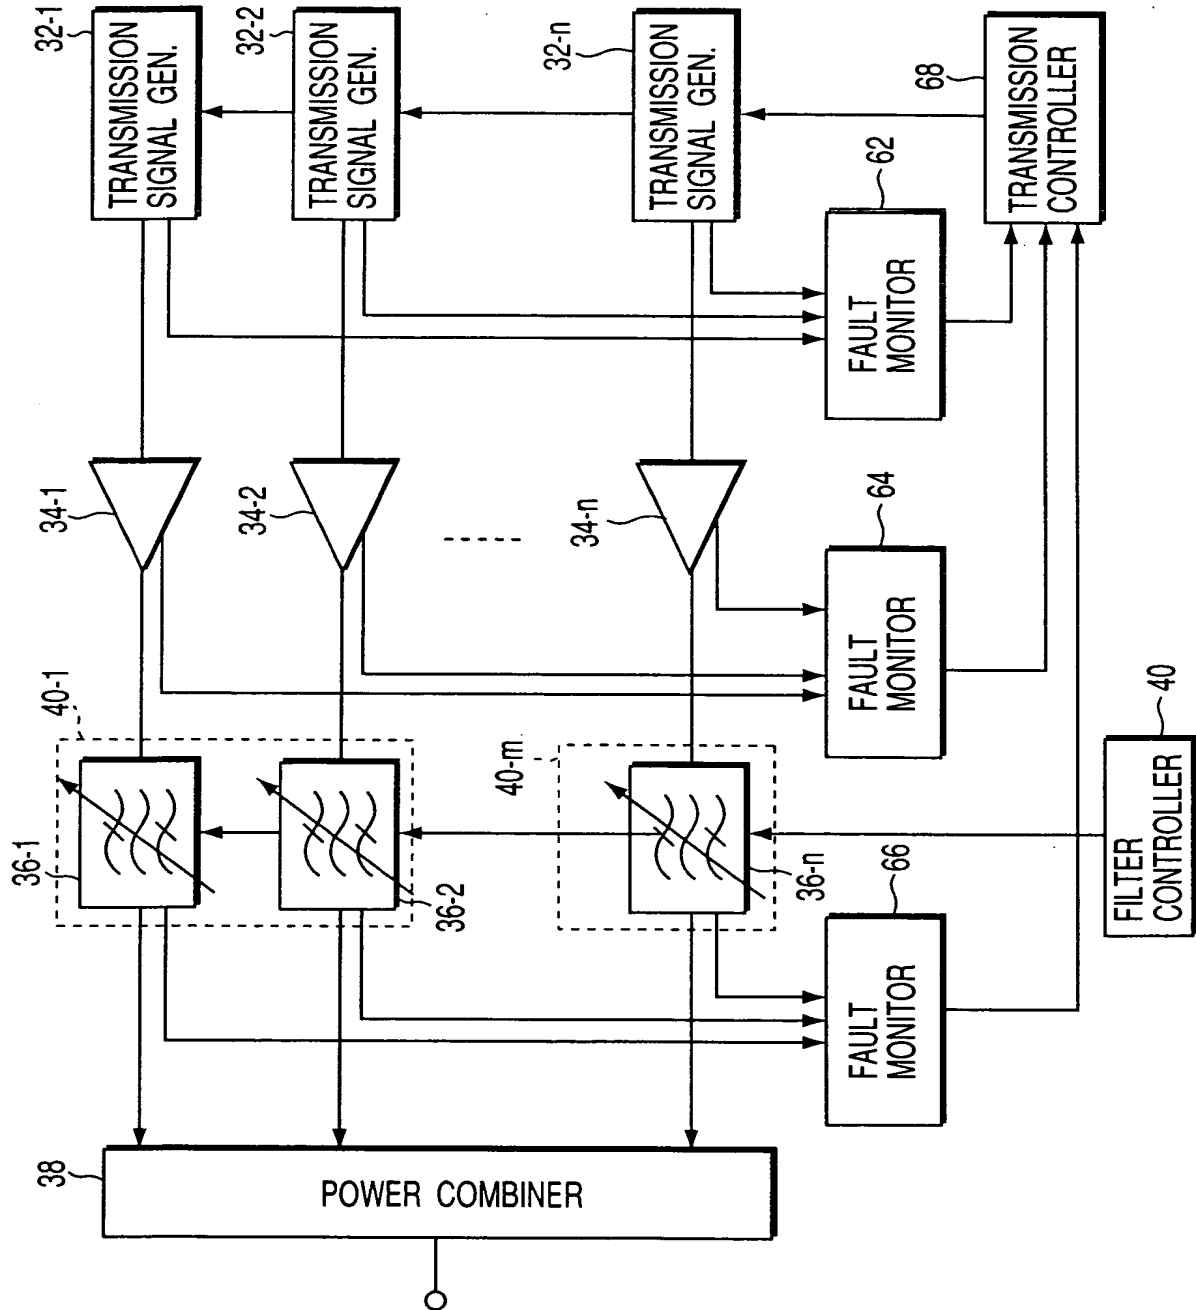 32-1
TRANSMISSION
SIGNAL GEN.
32-2
TRANSMISSION
SIGNAL GEN.
32-n
TRANSMISSION
SIGNAL GEN.
68
TRANSMISSION
CONTROLLER
62
FAULT
MONITOR
34-1
34-2
34-n
64
FAULT
MONITOR
40-1
40-m
36-1
36-2
36-n
66
FAULT
MONITOR
40
FILTER
CONTROLLER
38
POWER COMBINER